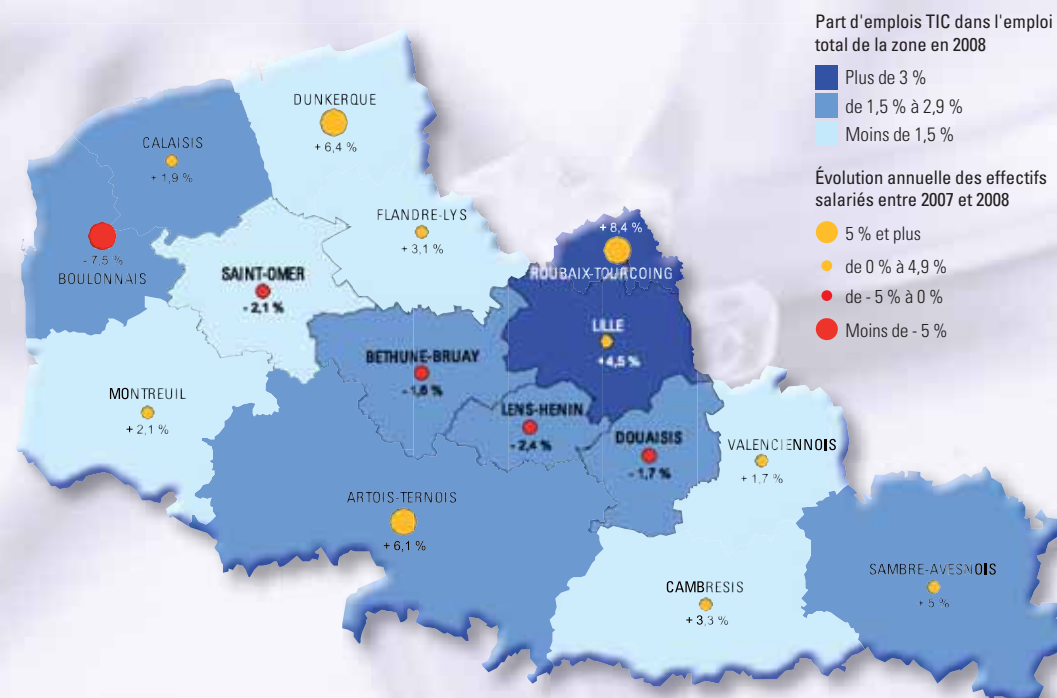 Part d'emplois TIC dans l'emploi
total de la zone en 2008
Plus de 3 %
de 1,5 % à 2,9 %
Moins de 1,5 %
Évolution annuelle des effectifs
salariés entre 2007 et 2008
5 % et plus
de 0 % à 4,9 %
de - 5 % à 0 %
Moins de - 5 %
DUNKERQUE
+ 6,4 %
CALAISIS
+ 1,9 %
FLANDRE-LYS
+ 3,1 %
- 7,5 %
BOULONNAIS
SAINT-OMER
- 2,1 %
+ 8,4 %
ROUBAIX-TOURCOING
LILLE
+4,5 %
BETHUNE-BRUAY
MONTREUIL
+ 2,1 %
LENS-HENIN
- 2,4 %
DOUAISIS
- 1,7 %
VALENCIENNOIS
+ 1,7 %
ARTOIS-TERNOIS
+ 6,1 %
SAMBRE-AVESNOIS
+ 5 %
CAMBRESIS
+ 3,3 %